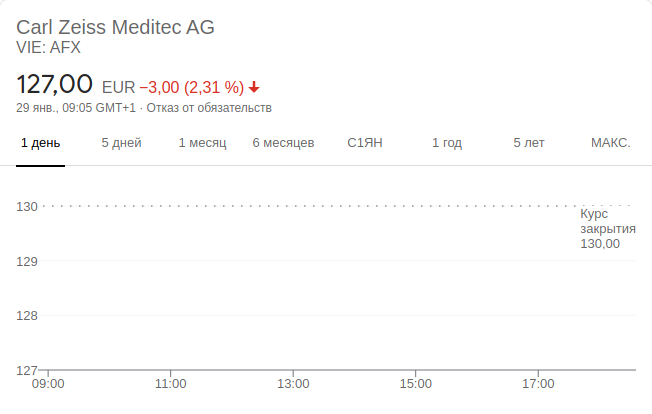 Carl Zeiss Meditec AG
VIE: AFX
127,00 EUR −3,00 (2,31 %)
29 янв., 09:05 GMT+1 · Отказ от обязательств
1 день 5 дней 1 месяц 6 месяцев С1ЯН 1 год 5 лет МАКС.
130
Курс
закрытия
130,00
129
128
127
09:00 11:00 13:00 15:00 17:00